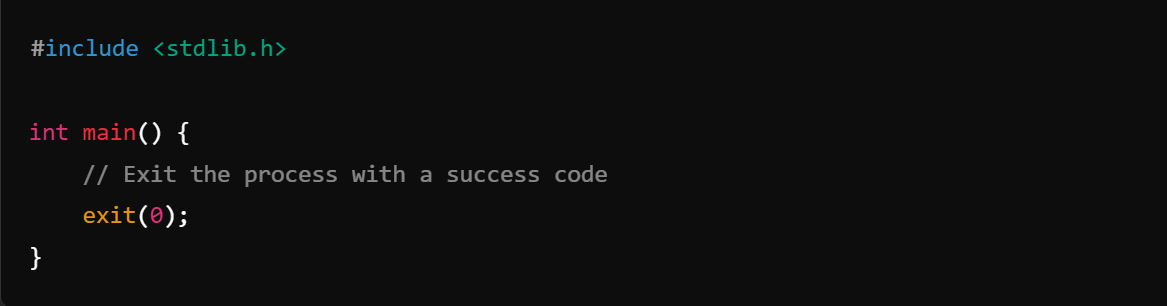 #include <stdlib.h>
int main() {
    // Exit the process with a success code
    exit(0);
}